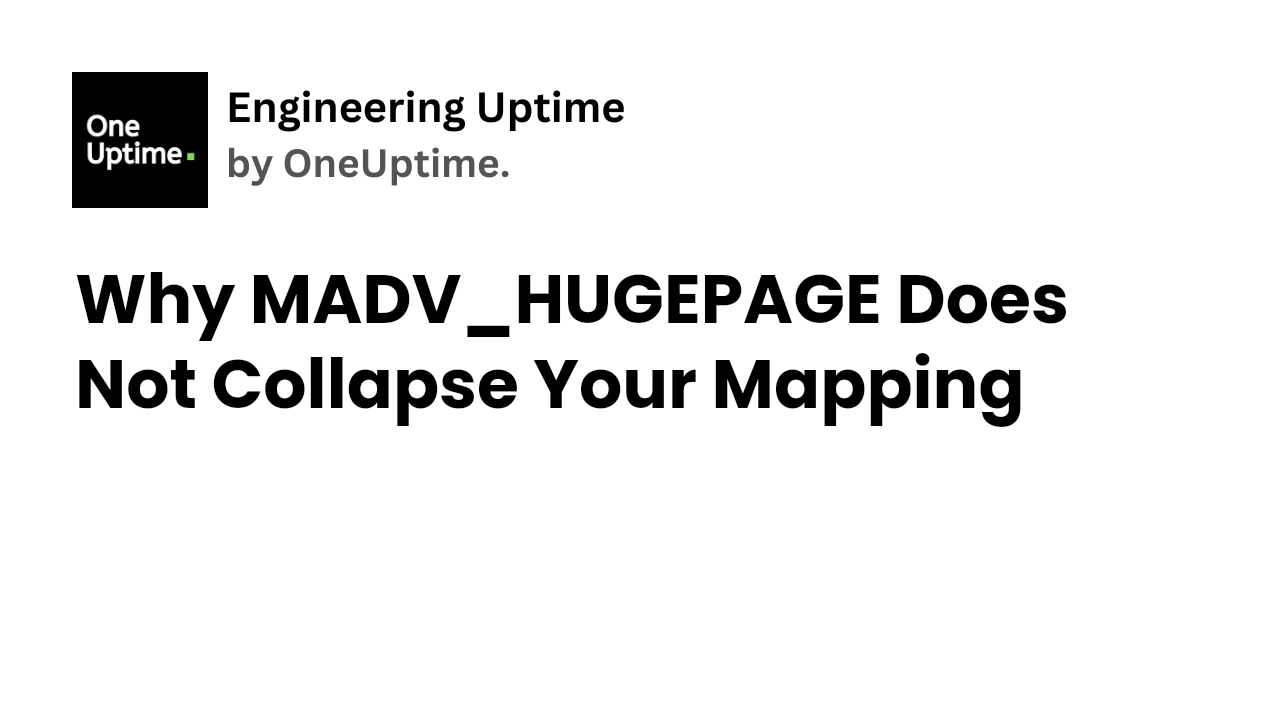 One
Uptime.
Engineering Uptime
by OneUptime.
Why MADV_HUGEPAGE Does
Not Collapse Your Mapping